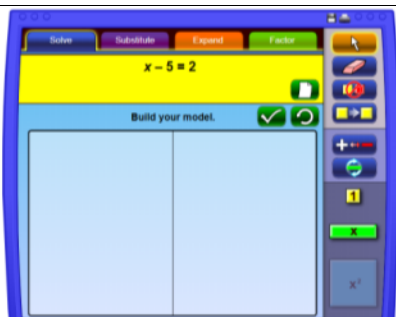 Solve Substitute Expand Factor
x – 5 = 2
Build your model.
1
x
x²